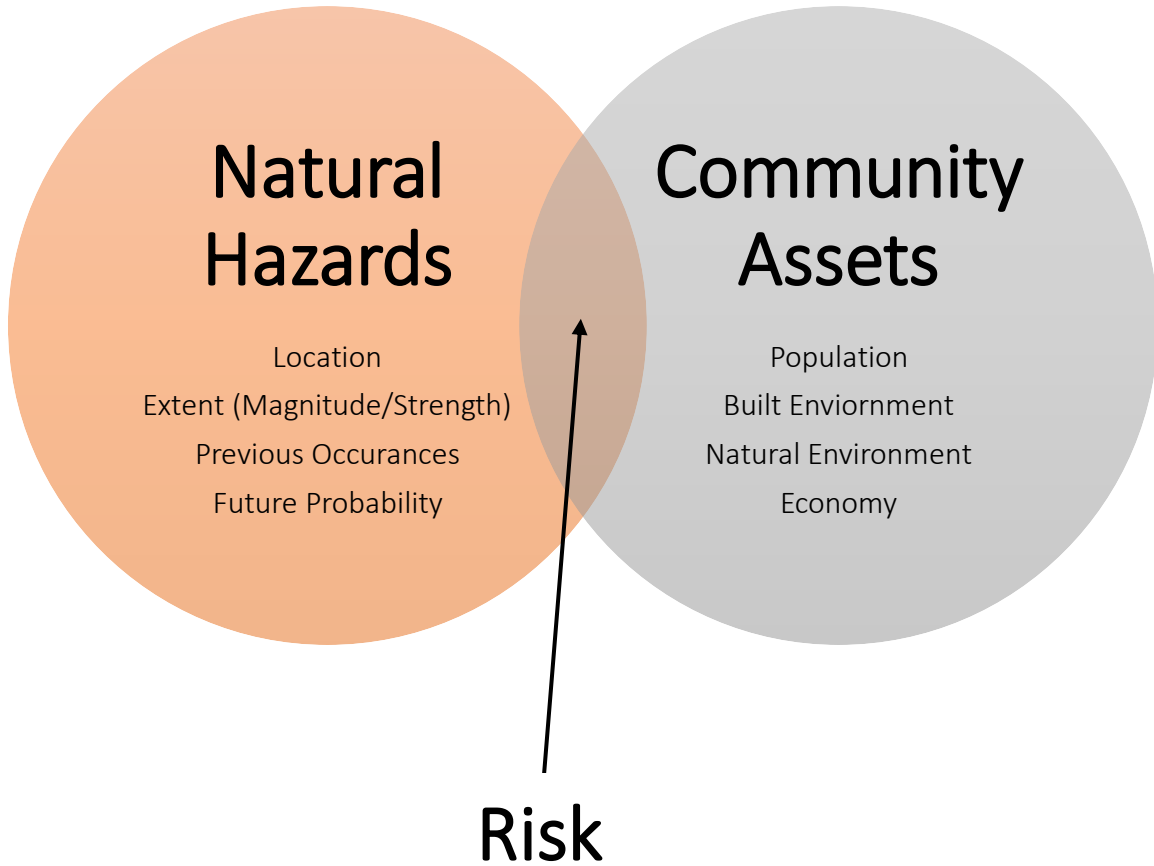 Natural
Hazards
Location
Extent (Magnitude/Strength)
Previous Occurances
Future Probability
Community
Assets
Population
Built Enviornment
Natural Environment
Economy
Risk